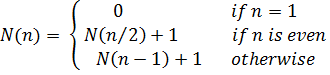 N(n) = { 0 if n = 1
N(n/2) + 1 if n is even
N(n − 1) + 1 otherwise